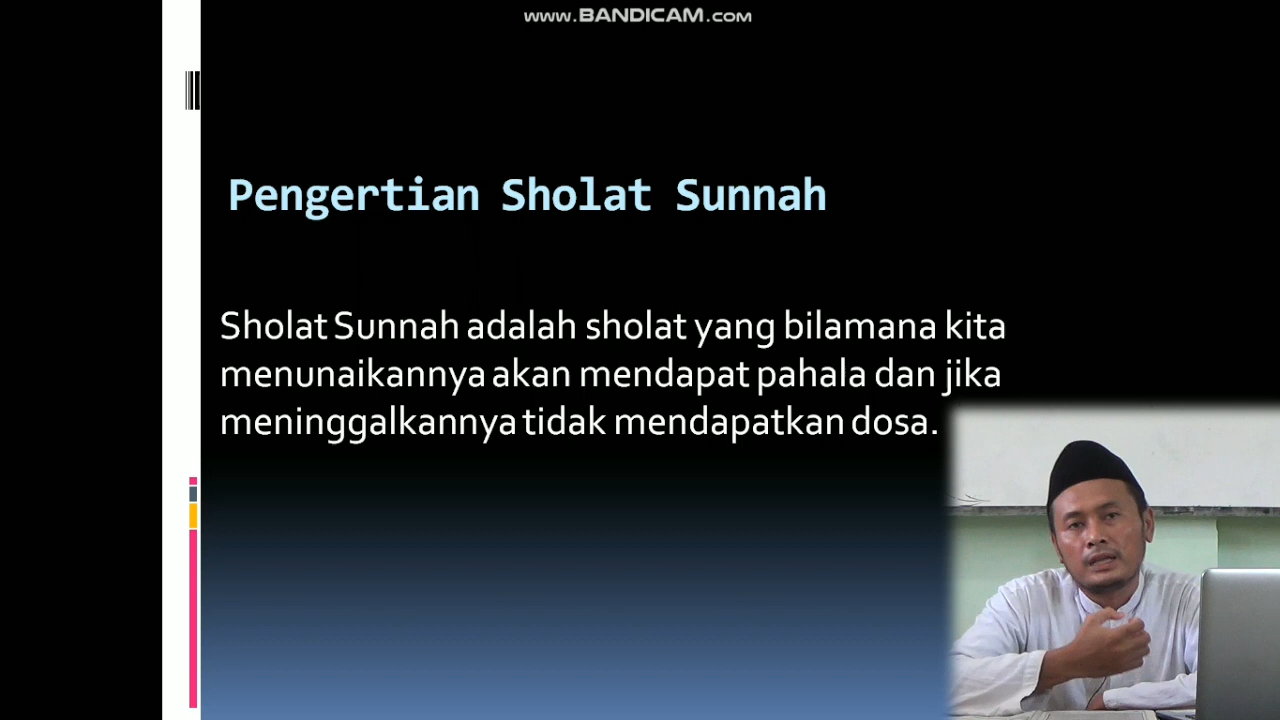 www.BANDICAM.com
Pengertian Sholat Sunnah
Sholat Sunnah adalah sholat yang bilamana kita
menunaikannya akan mendapat pahala dan jika
meninggalkannya tidak mendapatkan dosa.